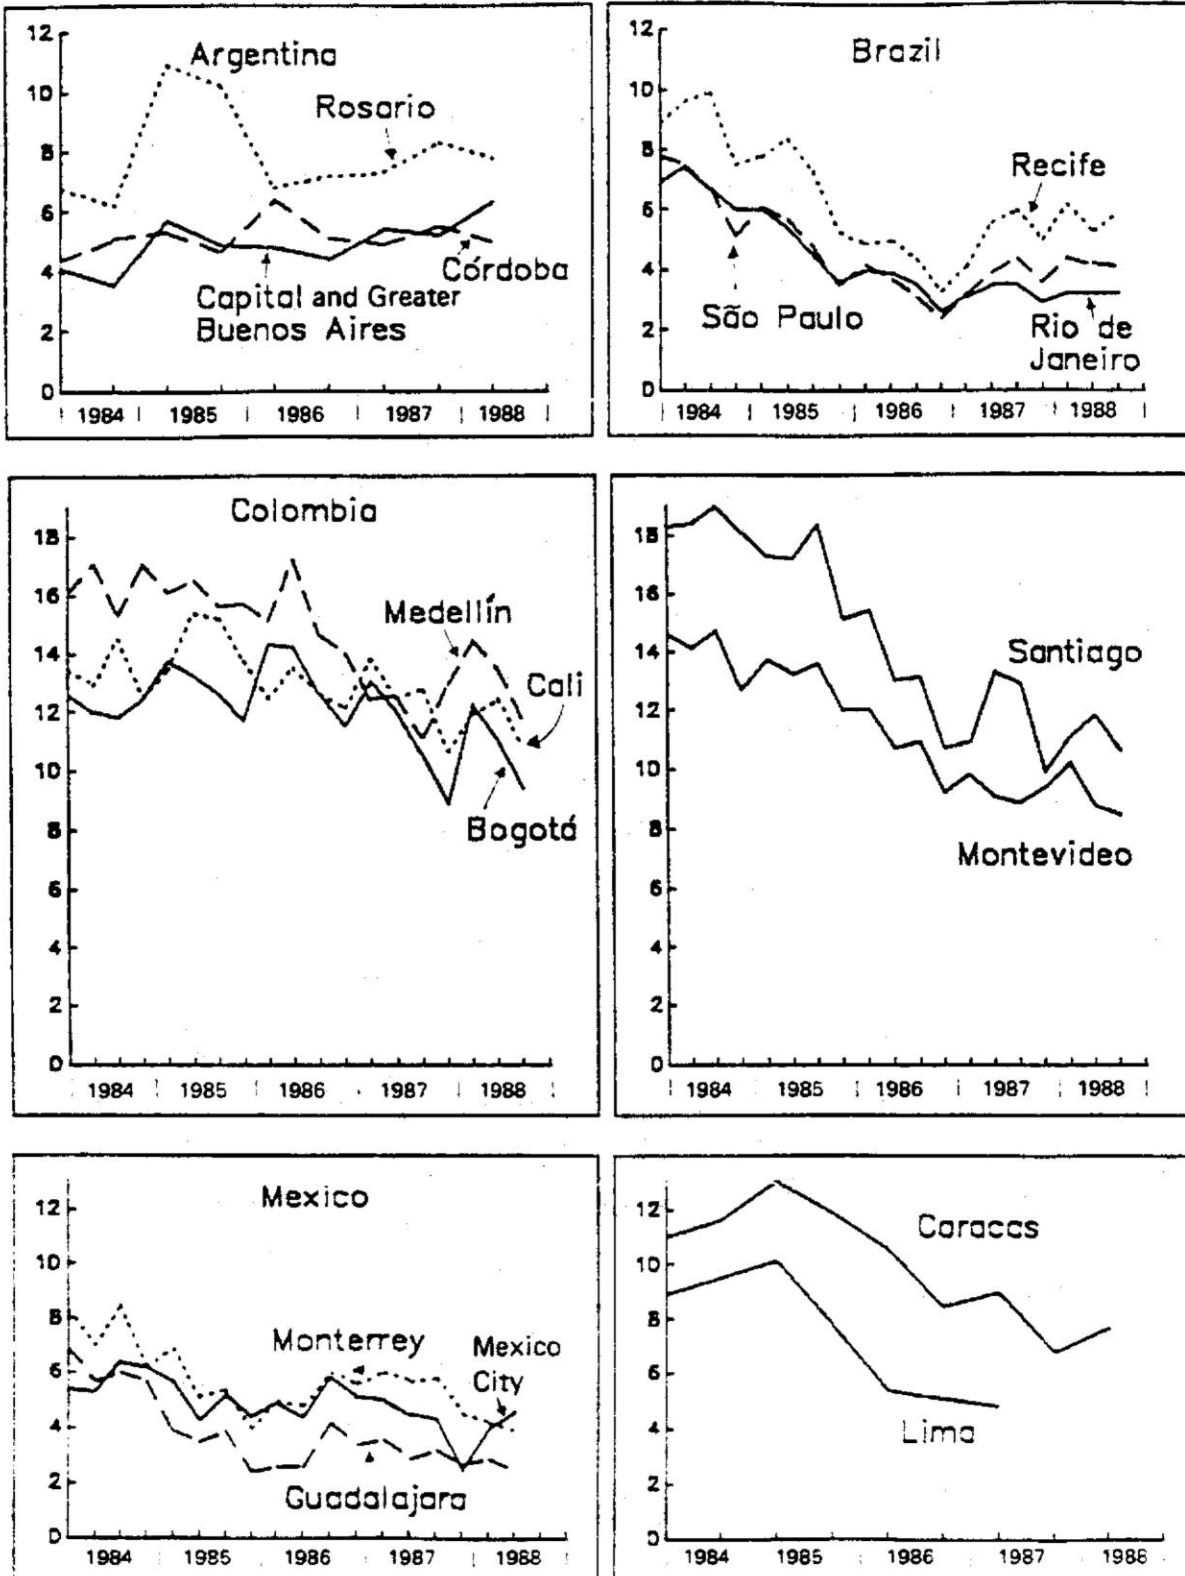 12
Argentina
10
Rosario
8
6
4
Córdoba
Capital and Greater
Buenos Aires
2
0
1984 1985 1986 1987 1988
12
Brazil
10
8
Recife
6
4
São Paulo
Rio de
Janeiro
2
0
1984 1985 1986 1987 1988
Colombia
18
16
Medellín
14
Cali
12
10
Bogotá
8
6
4
2
0
1984 1985 1986 1987 1988
18
16
14
Santiago
12
10
8
Montevideo
6
4
2
0
1984 1985 1986 1987 1988
12
Mexico
10
8
Monterrey
Mexico
City
6
4
2
Guadalajara
0
1984 1985 1986 1987 1988
12
Caracas
10
8
6
4
Lima
2
0
1984 1985 1986 1987 1988